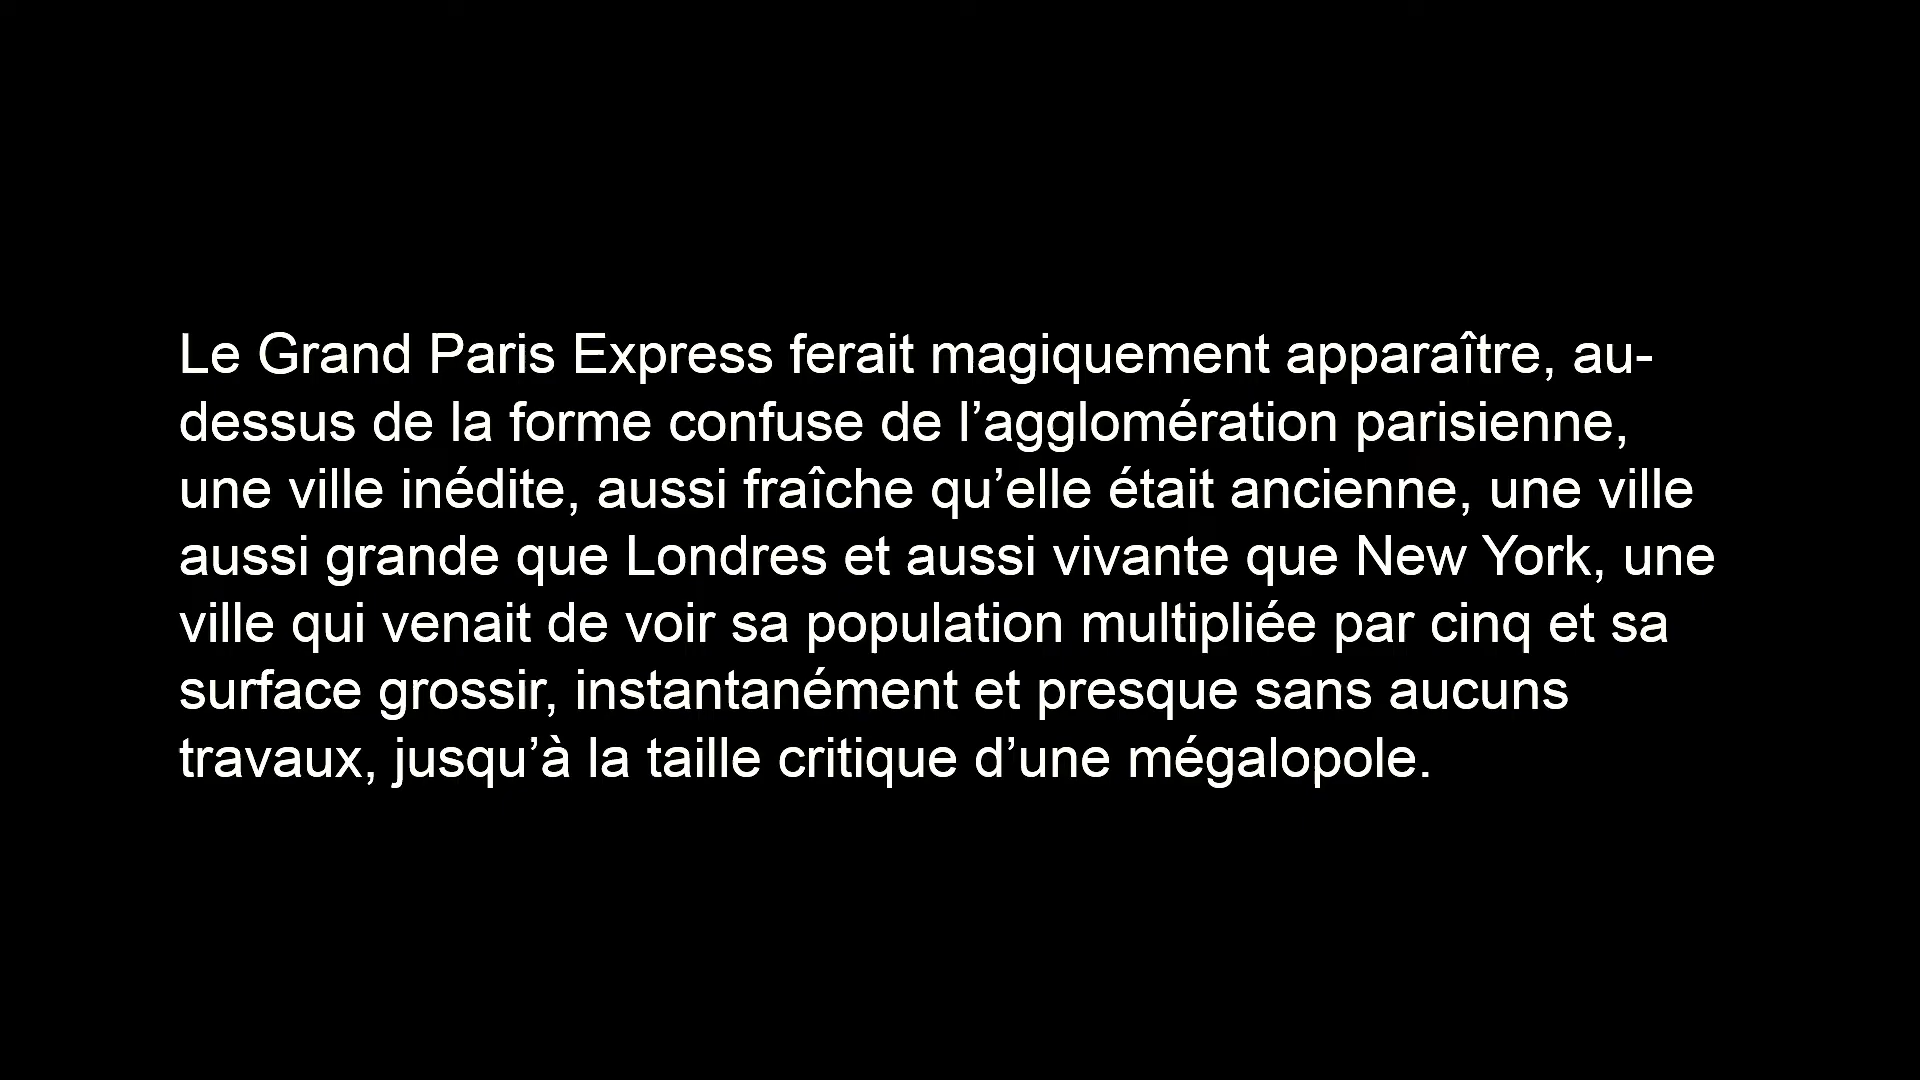 Le Grand Paris Express ferait magiquement apparaître, au-
dessus de la forme confuse de l’agglomération parisienne,
une ville inédite, aussi fraîche qu’elle était ancienne, une ville
aussi grande que Londres et aussi vivante que New York, une
ville qui venait de voir sa population multipliée par cinq et sa
surface grossir, instantanément et presque sans aucuns
travaux, jusqu’à la taille critique d’une mégalopole.